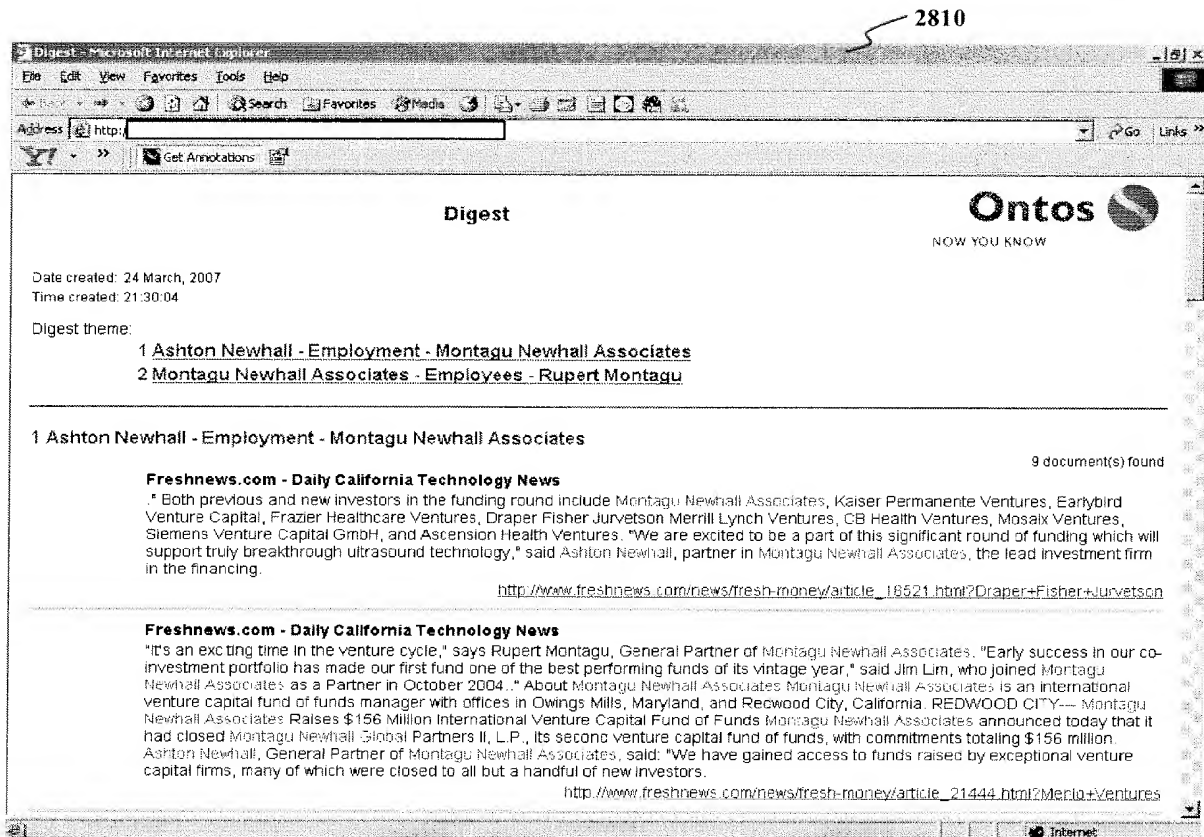 2810
Digest - Microsoft Internet Explorer
File Edit View Favorites Tools Help
Back Search Favorites Media
Address http:/ Go Links »
Y! » Get Annotations
Digest
Ontos
NOW YOU KNOW
Date created: 24 March, 2007
Time created: 21:30:04
Digest theme:
1 Ashton Newhall - Employment - Montagu Newhall Associates
2 Montagu Newhall Associates - Employees - Rupert Montagu
1 Ashton Newhall - Employment - Montagu Newhall Associates
9 document(s) found
Freshnews.com - Daily California Technology News
." Both previous and new investors in the funding round include Montagu Newhall Associates, Kaiser Permanente Ventures, Earlybird
Venture Capital, Frazier Healthcare Ventures, Draper Fisher Jurvetson Merrill Lynch Ventures, CB Health Ventures, Mosaix Ventures,
Siemens Venture Capital GmbH, and Ascension Health Ventures. "We are excited to be a part of this significant round of funding which will
support truly breakthrough ultrasound technology," said Ashton Newhall, partner in Montagu Newhall Associates, the lead investment firm
in the financing.
http://www.freshnews.com/news/fresh-money/article_18521.html?Draper+Fisher+Jurvetson
Freshnews.com - Daily California Technology News
"It's an exciting time in the venture cycle," says Rupert Montagu, General Partner of Montagu Newhall Associates. "Early success in our co-
investment portfolio has made our first fund one of the best performing funds of its vintage year," said Jim Lim, who joined Montagu
Newhall Associates as a Partner in October 2004.." About Montagu Newhall Associates Montagu Newhall Associates is an international
venture capital fund of funds manager with offices in Owings Mills, Maryland, and Redwood City, California. REDWOOD CITY--- Montagu
Newhall Associates Raises $156 Million International Venture Capital Fund of Funds Montagu Newhall Associates announced today that it
had closed Montagu Newhall Global Partners II, L.P., its second venture capital fund of funds, with commitments totaling $156 million.
Ashton Newhall, General Partner of Montagu Newhall Associates, said: "We have gained access to funds raised by exceptional venture
capital firms, many of which were closed to all but a handful of new investors.
http://www.freshnews.com/news/fresh-money/article_21444.html?Menlo+Ventures
Internet